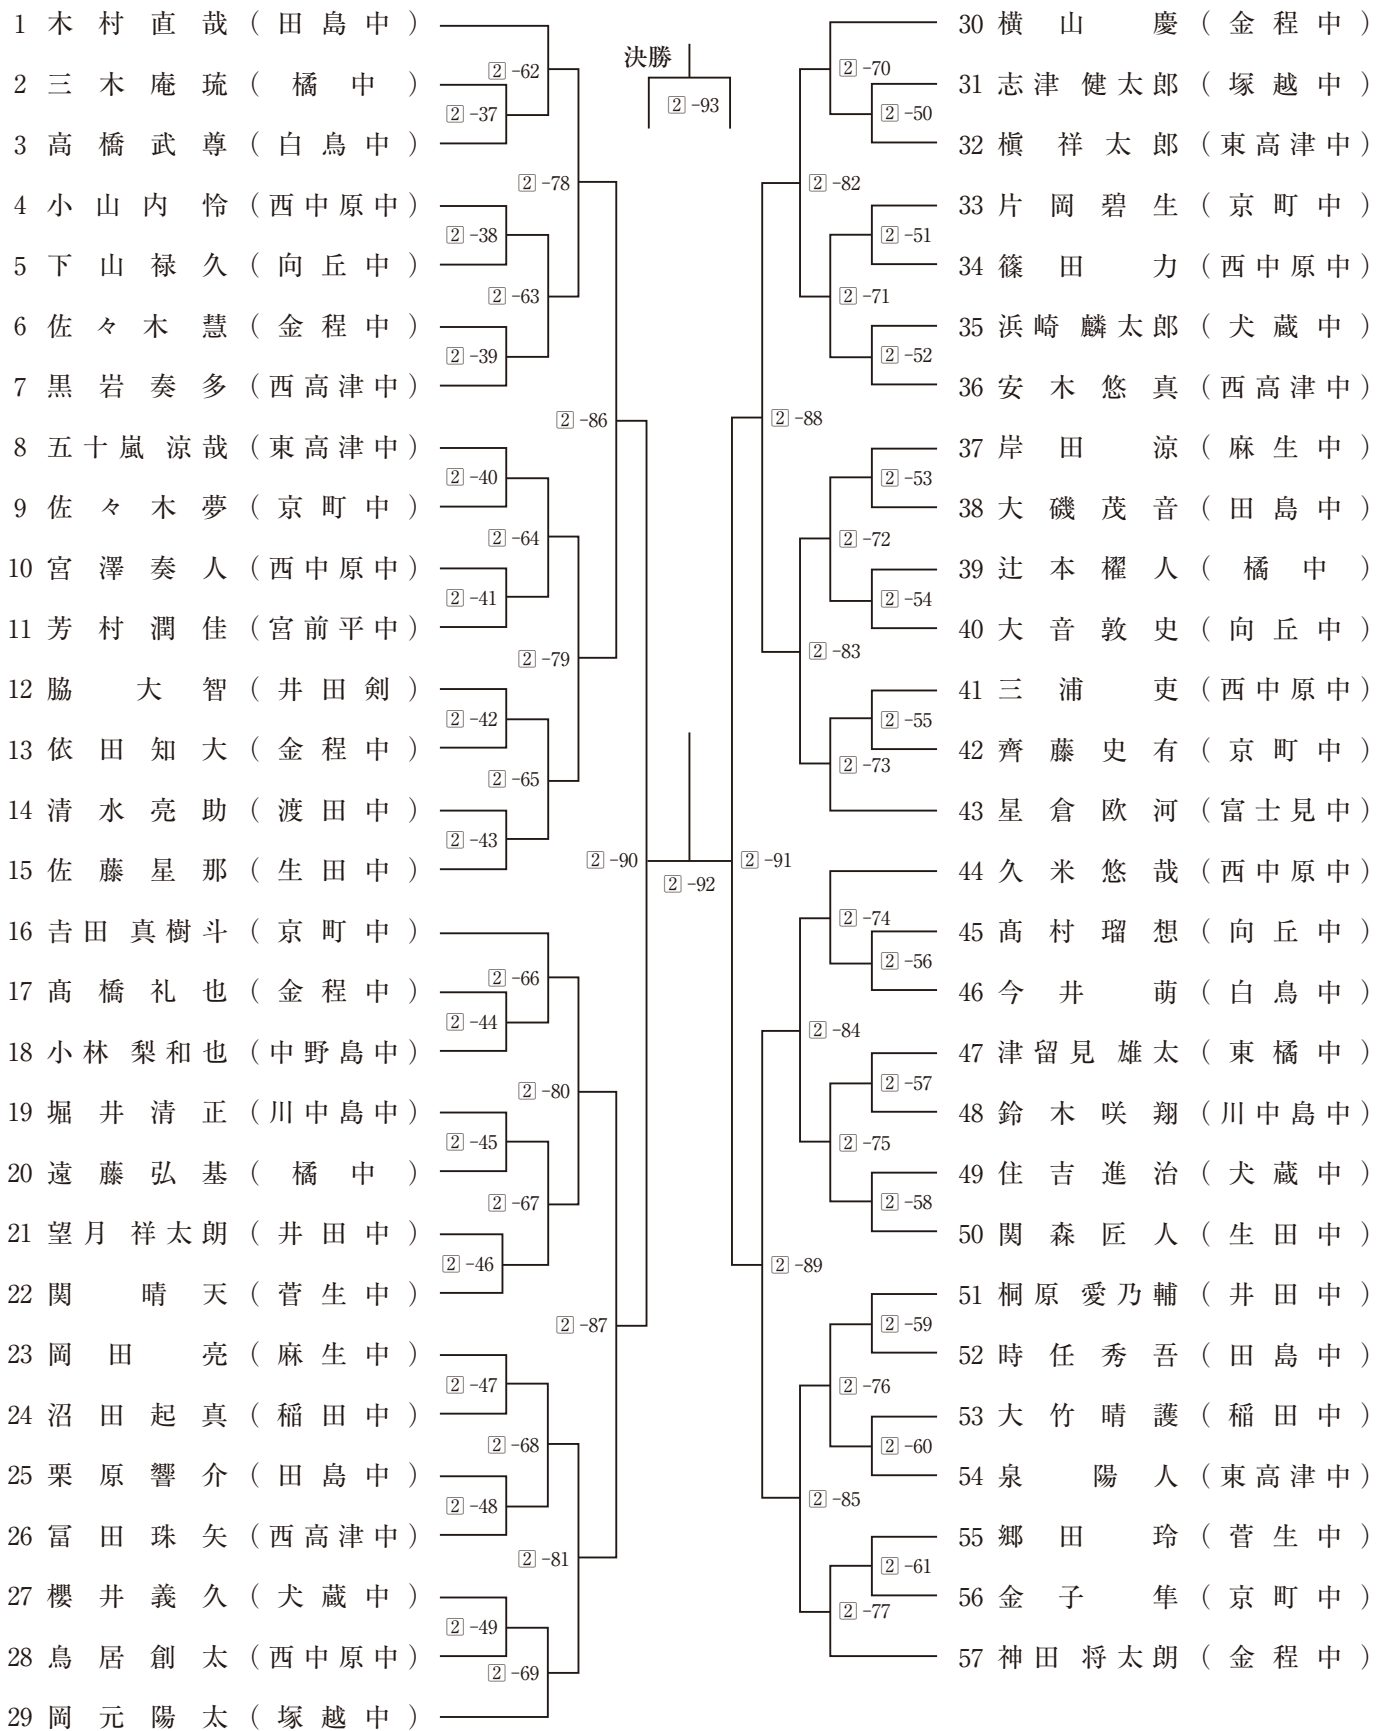 1 木村直哉（田島中）
2 三木庵琉（橘中）
3 高橋武尊（白鳥中）
4 小山内怜（西中原中）
5 下山禄久（向丘中）
6 佐々木慧（金程中）
7 黒岩奏多（西高津中）
8 五十嵐涼哉（東高津中）
9 佐々木夢（京町中）
10 宮澤奏人（西中原中）
11 芳村潤佳（宮前平中）
12 脇大智（井田剣）
13 依田知大（金程中）
14 清水亮助（渡田中）
15 佐藤星那（生田中）
16 𠮷田真樹斗（京町中）
17 髙橋礼也（金程中）
18 小林梨和也（中野島中）
19 堀井清正（川中島中）
20 遠藤弘基（橘中）
21 望月祥太朗（井田中）
22 関晴天（菅生中）
23 岡田亮（麻生中）
24 沼田起真（稲田中）
25 栗原響介（田島中）
26 冨田珠矢（西高津中）
27 櫻井義久（犬蔵中）
28 鳥居創太（西中原中）
29 岡元陽太（塚越中）
2-62
2-37
2-78
2-38
2-63
2-39
2-86
2-40
2-64
2-41
2-79
2-42
2-65
2-43
2-90
2-66
2-44
2-80
2-45
2-67
2-46
2-87
2-47
2-68
2-48
2-81
2-49
2-69
決勝
2-93
2-92
2-70
2-50
2-82
2-51
2-71
2-52
2-88
2-53
2-72
2-54
2-83
2-55
2-73
2-91
2-74
2-56
2-84
2-57
2-75
2-58
2-89
2-59
2-76
2-60
2-85
2-61
2-77
30 横山慶（金程中）
31 志津健太郎（塚越中）
32 槇祥太郎（東高津中）
33 片岡碧生（京町中）
34 篠田力（西中原中）
35 浜崎麟太郎（犬蔵中）
36 安木悠真（西高津中）
37 岸田涼（麻生中）
38 大磯茂音（田島中）
39 辻本櫂人（橘中）
40 大音敦史（向丘中）
41 三浦吏（西中原中）
42 齊藤史有（京町中）
43 星倉欧河（富士見中）
44 久米悠哉（西中原中）
45 髙村瑠想（向丘中）
46 今井萌（白鳥中）
47 津留見雄太（東橘中）
48 鈴木咲翔（川中島中）
49 住吉進治（犬蔵中）
50 関森匠人（生田中）
51 桐原愛乃輔（井田中）
52 時任秀吾（田島中）
53 大竹晴護（稲田中）
54 泉陽人（東高津中）
55 郷田玲（菅生中）
56 金子隼（京町中）
57 神田将太朗（金程中）